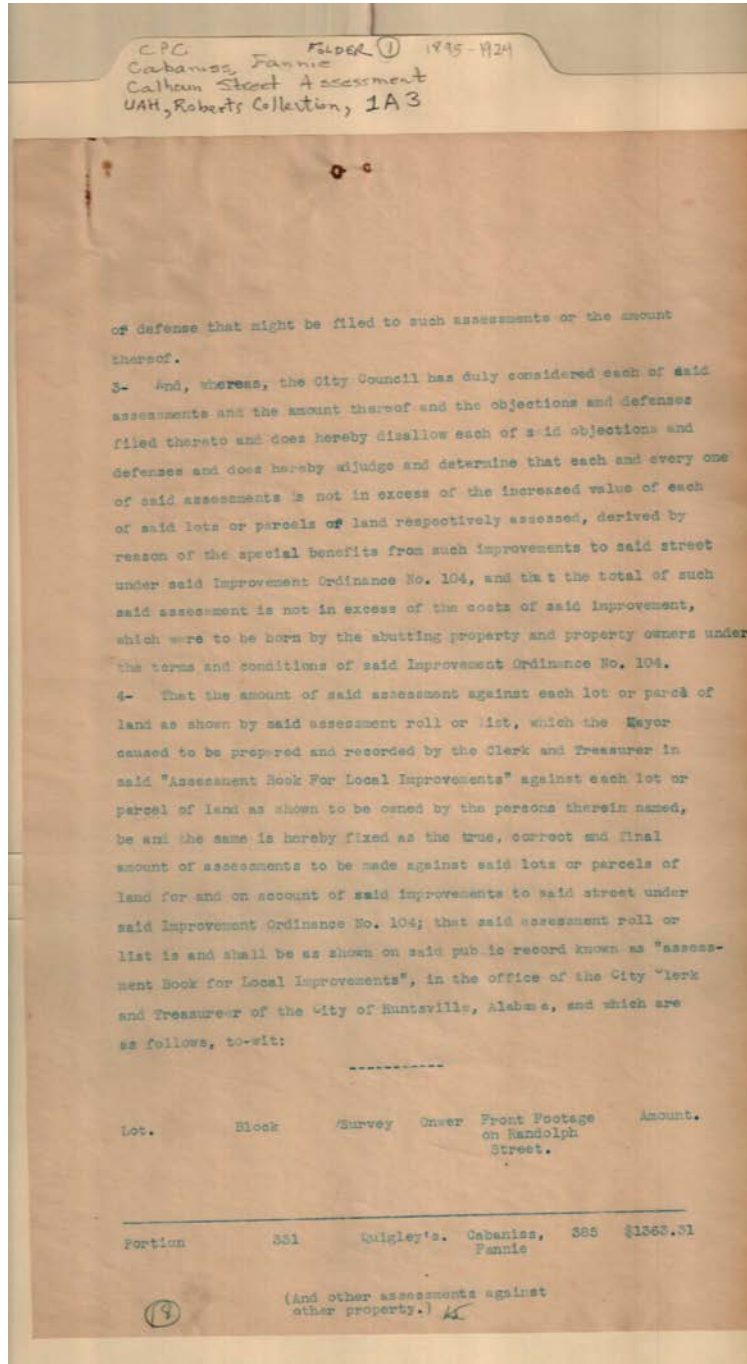 CPC FOLDER 1 1895-1924
Cabaniss, Fannie
Calhoun Street Assessment
UAH, Roberts Collection, 1A3
of defense that might be filed to such assessments or the amount
thereof.
3- And, whereas, the City Council has duly considered each of said
assessments and the amount thereof and the objections and defenses
filed thereto and does hereby disallow each of said objections and
defenses and does hereby adjudge and determine that each and every one
of said assessments is not in excess of the increased value of each
of said lots or parcels of land respectively assessed, derived by
reason of the special benefits from such improvements to said street
under said Improvement Ordinance No. 104, and that the total of such
said assessment is not in excess of the costs of said improvement,
which were to be born by the abutting property and property owners under
the terms and conditions of said Improvement Ordinance No. 104.
4- That the amount of said assessment against each lot or parce of
land as shown by said assessment roll or list, which the Mayor
caused to be prepared and recorded by the Clerk and Treasurer in
said "Assessment Book For Local Improvements" against each lot or
parcel of land as shown to be owned by the persons therein named,
be and the same is hereby fixed as the true, correct and final
amount of assessments to be made against said lots or parcels of
land for and on account of said improvements to said street under
said Improvement Ordinance No. 104; that said assessment roll or
list is and shall be as shown on said public record known as "assess-
ment Book for Local Improvements", in the office of the City Clerk
and Treasureer of the City of Huntsville, Alabama, and which are
as follows, to-wit:
-----------
Lot. Block /Survey Onwer Front Footage Amount.
on Randolph
Street.
Portion 331 Quigley's. Cabaniss, 385 $1363.31
Fannie
(And other assessments against
other property.)
18